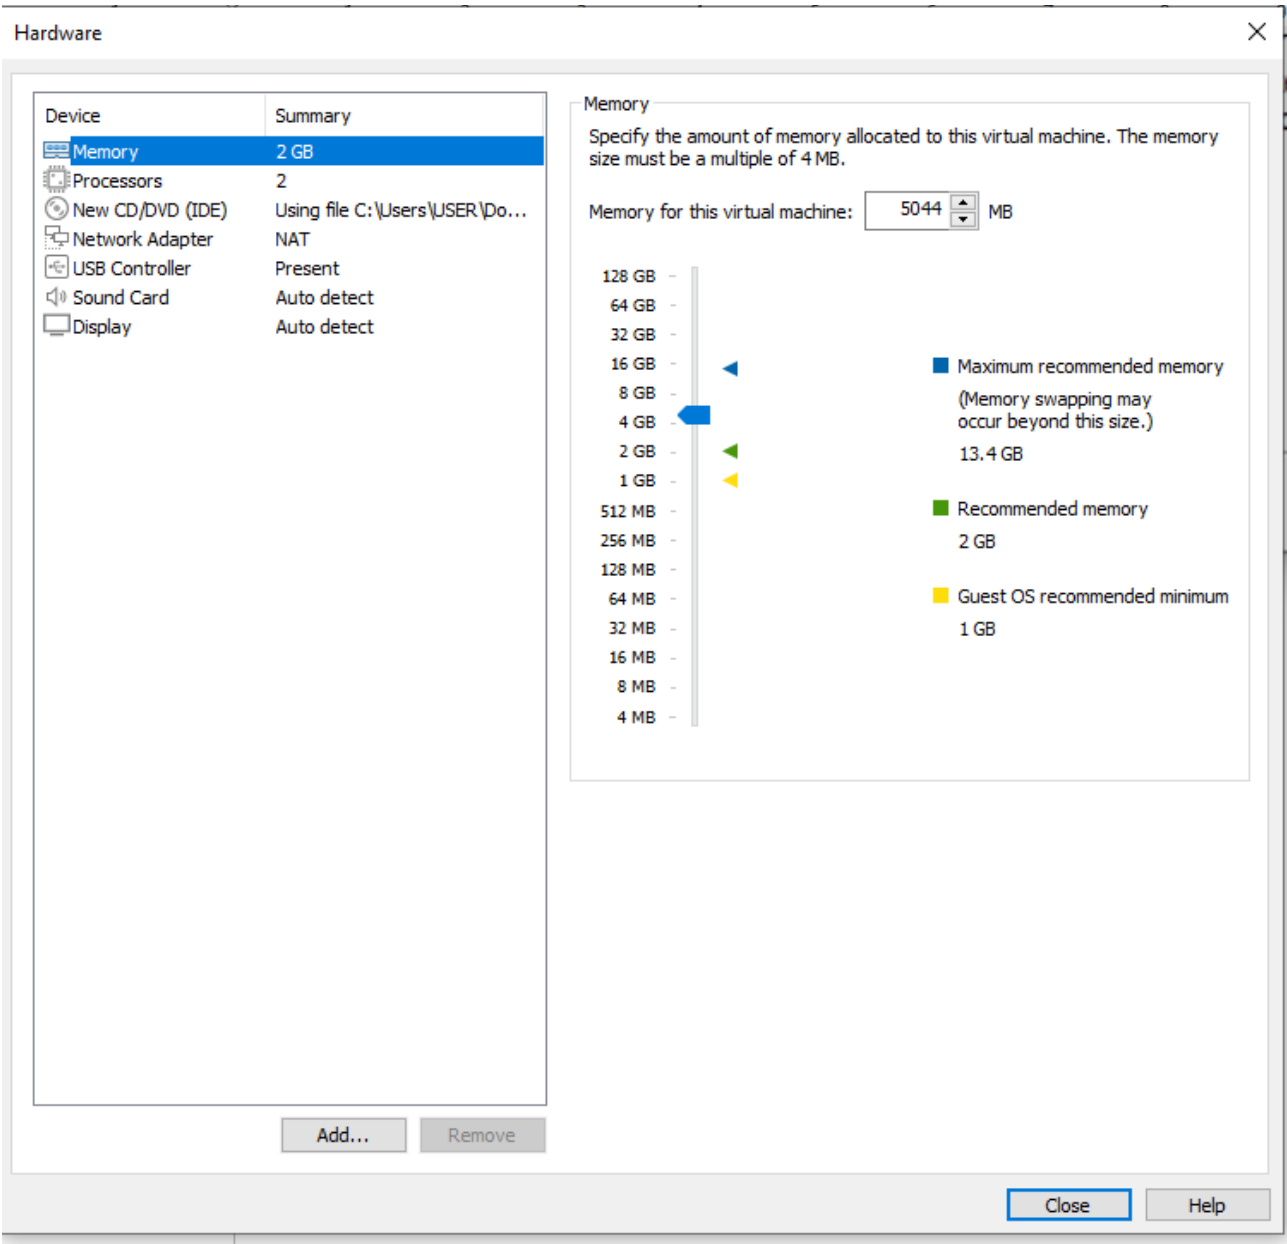 Hardware
Device Summary
Memory 2 GB
Processors 2
New CD/DVD (IDE) Using file C:\Users\USER\Do...
Network Adapter NAT
USB Controller Present
Sound Card Auto detect
Display Auto detect
Add...
Remove
Memory
Specify the amount of memory allocated to this virtual machine. The memory
size must be a multiple of 4 MB.
Memory for this virtual machine: 5044 MB
128 GB
64 GB
32 GB
16 GB
8 GB
4 GB
2 GB
1 GB
512 MB
256 MB
128 MB
64 MB
32 MB
16 MB
8 MB
4 MB
Maximum recommended memory
(Memory swapping may
occur beyond this size.)
13.4 GB
Recommended memory
2 GB
Guest OS recommended minimum
1 GB
Close
Help